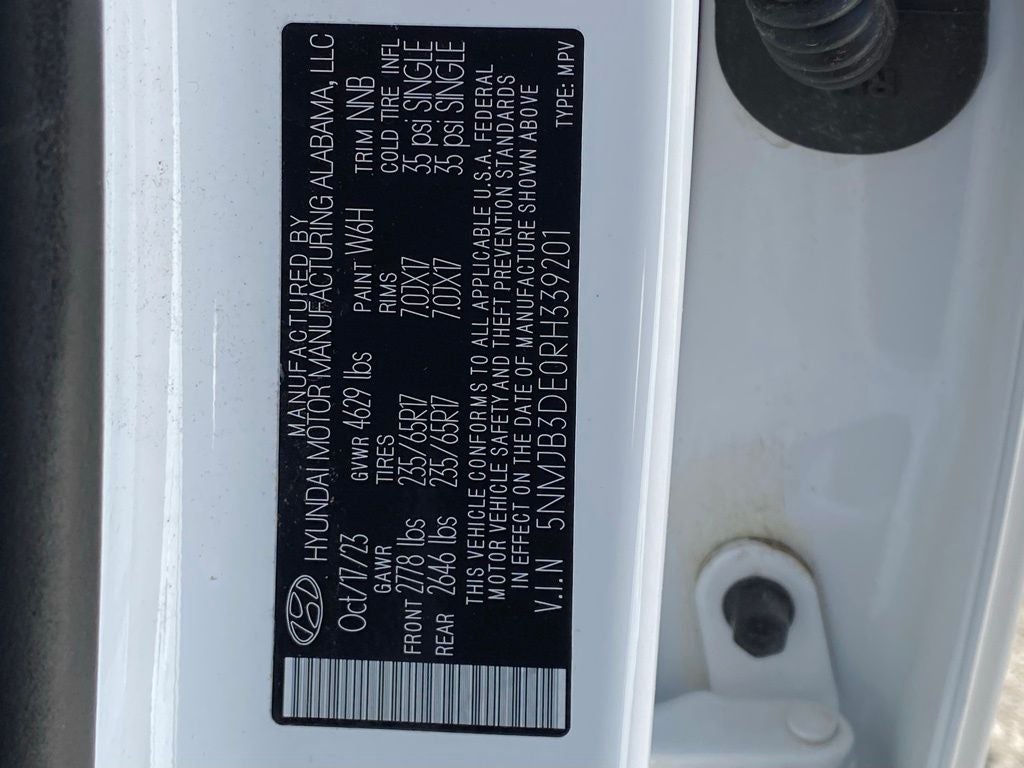 MANUFACTURED BY
HYUNDAI MOTOR MANUFACTURING ALABAMA, LLC
Oct/17/23 GVWR 4629 lbs PAINT W6H TRIM NNB
GAWR TIRES RIMS COLD TIRE INFL
FRONT 2778 lbs 235/65R17 7.0JX17 35 psi SINGLE
REAR 2646 lbs 235/65R17 7.0JX17 35 psi SINGLE
THIS VEHICLE CONFORMS TO ALL APPLICABLE U.S.A. FEDERAL
MOTOR VEHICLE SAFETY AND THEFT PREVENTION STANDARDS
IN EFFECT ON THE DATE OF MANUFACTURE SHOWN ABOVE
V.I.N 5NMJB3DE0RH339201 TYPE: MPV